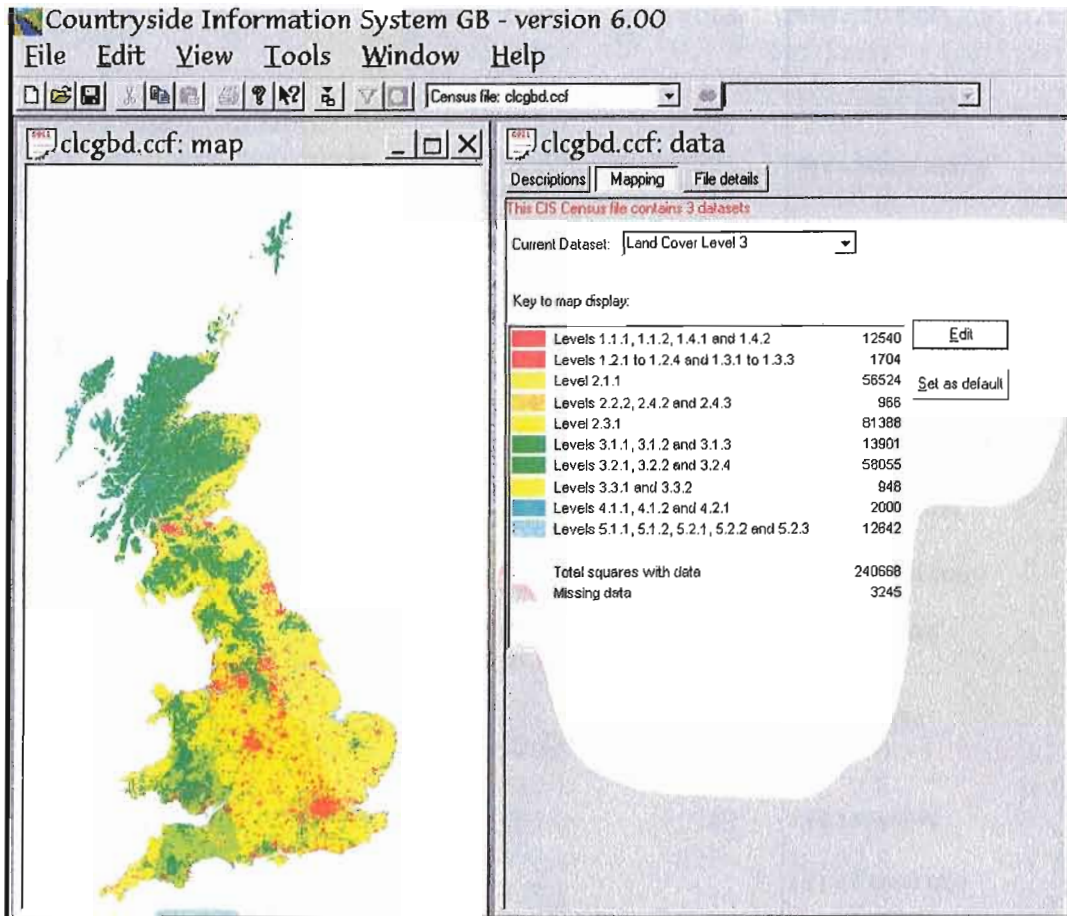 Countryside Information System GB - version 6.00
File Edit View Tools Window Help
Census file: clcgbd.ccf
clcgbd.ccf: map
clcgbd.ccf: data
Descriptions Mapping File details
This CIS Census file contains 3 datasets
Current Dataset: Land Cover Level 3
Key to map display:
Levels 1.1.1, 1.1.2, 1.4.1 and 1.4.2 12540
Edit
Levels 1.2.1 to 1.2.4 and 1.3.1 to 1.3.3 1704
Level 2.1.1 56524
Set as default
Levels 2.2.2, 2.4.2 and 2.4.3 966
Level 2.3.1 81388
Levels 3.1.1, 3.1.2 and 3.1.3 13901
Levels 3.2.1, 3.2.2 and 3.2.4 58055
Levels 3.3.1 and 3.3.2 948
Levels 4.1.1, 4.1.2 and 4.2.1 2000
Levels 5.1.1, 5.1.2, 5.2.1, 5.2.2 and 5.2.3 12642
Total squares with data 240668
Missing data 3245